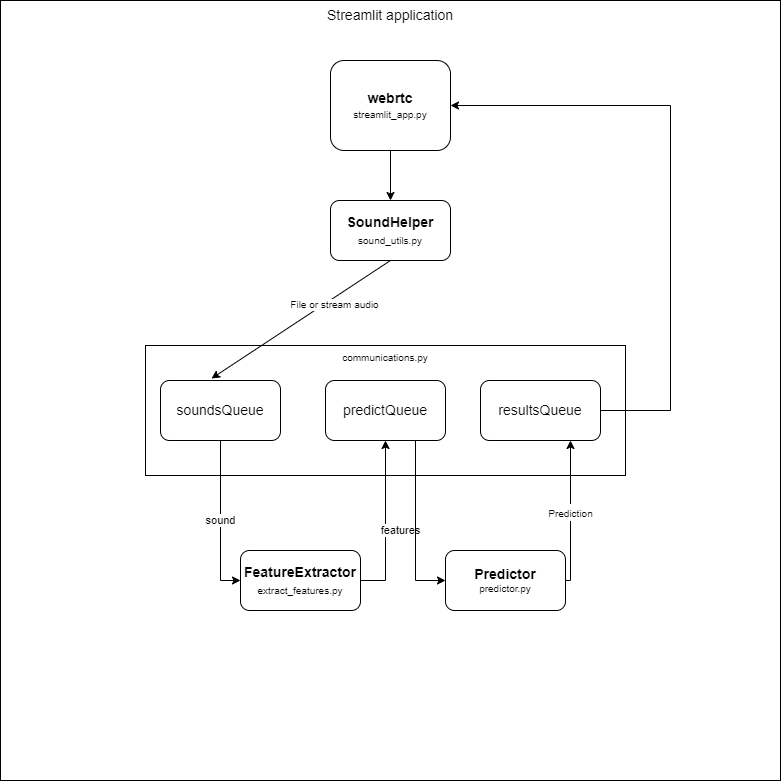 Streamlit application
webrtc
streamlit_app.py
SoundHelper
sound_utils.py
File or stream audio
communications.py
soundsQueue
predictQueue
resultsQueue
sound
features
Prediction
FeatureExtractor
extract_features.py
Predictor
predictor.py